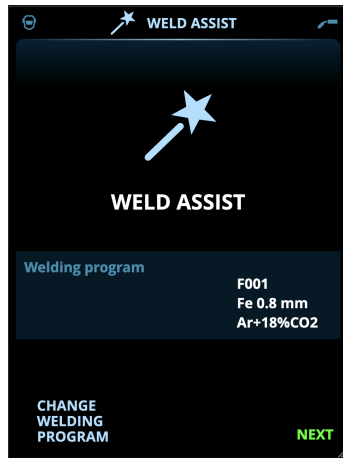 WELD ASSIST
WELD ASSIST
Welding program
F001
Fe 0.8 mm
Ar+18%CO2
CHANGE
WELDING
PROGRAM
NEXT